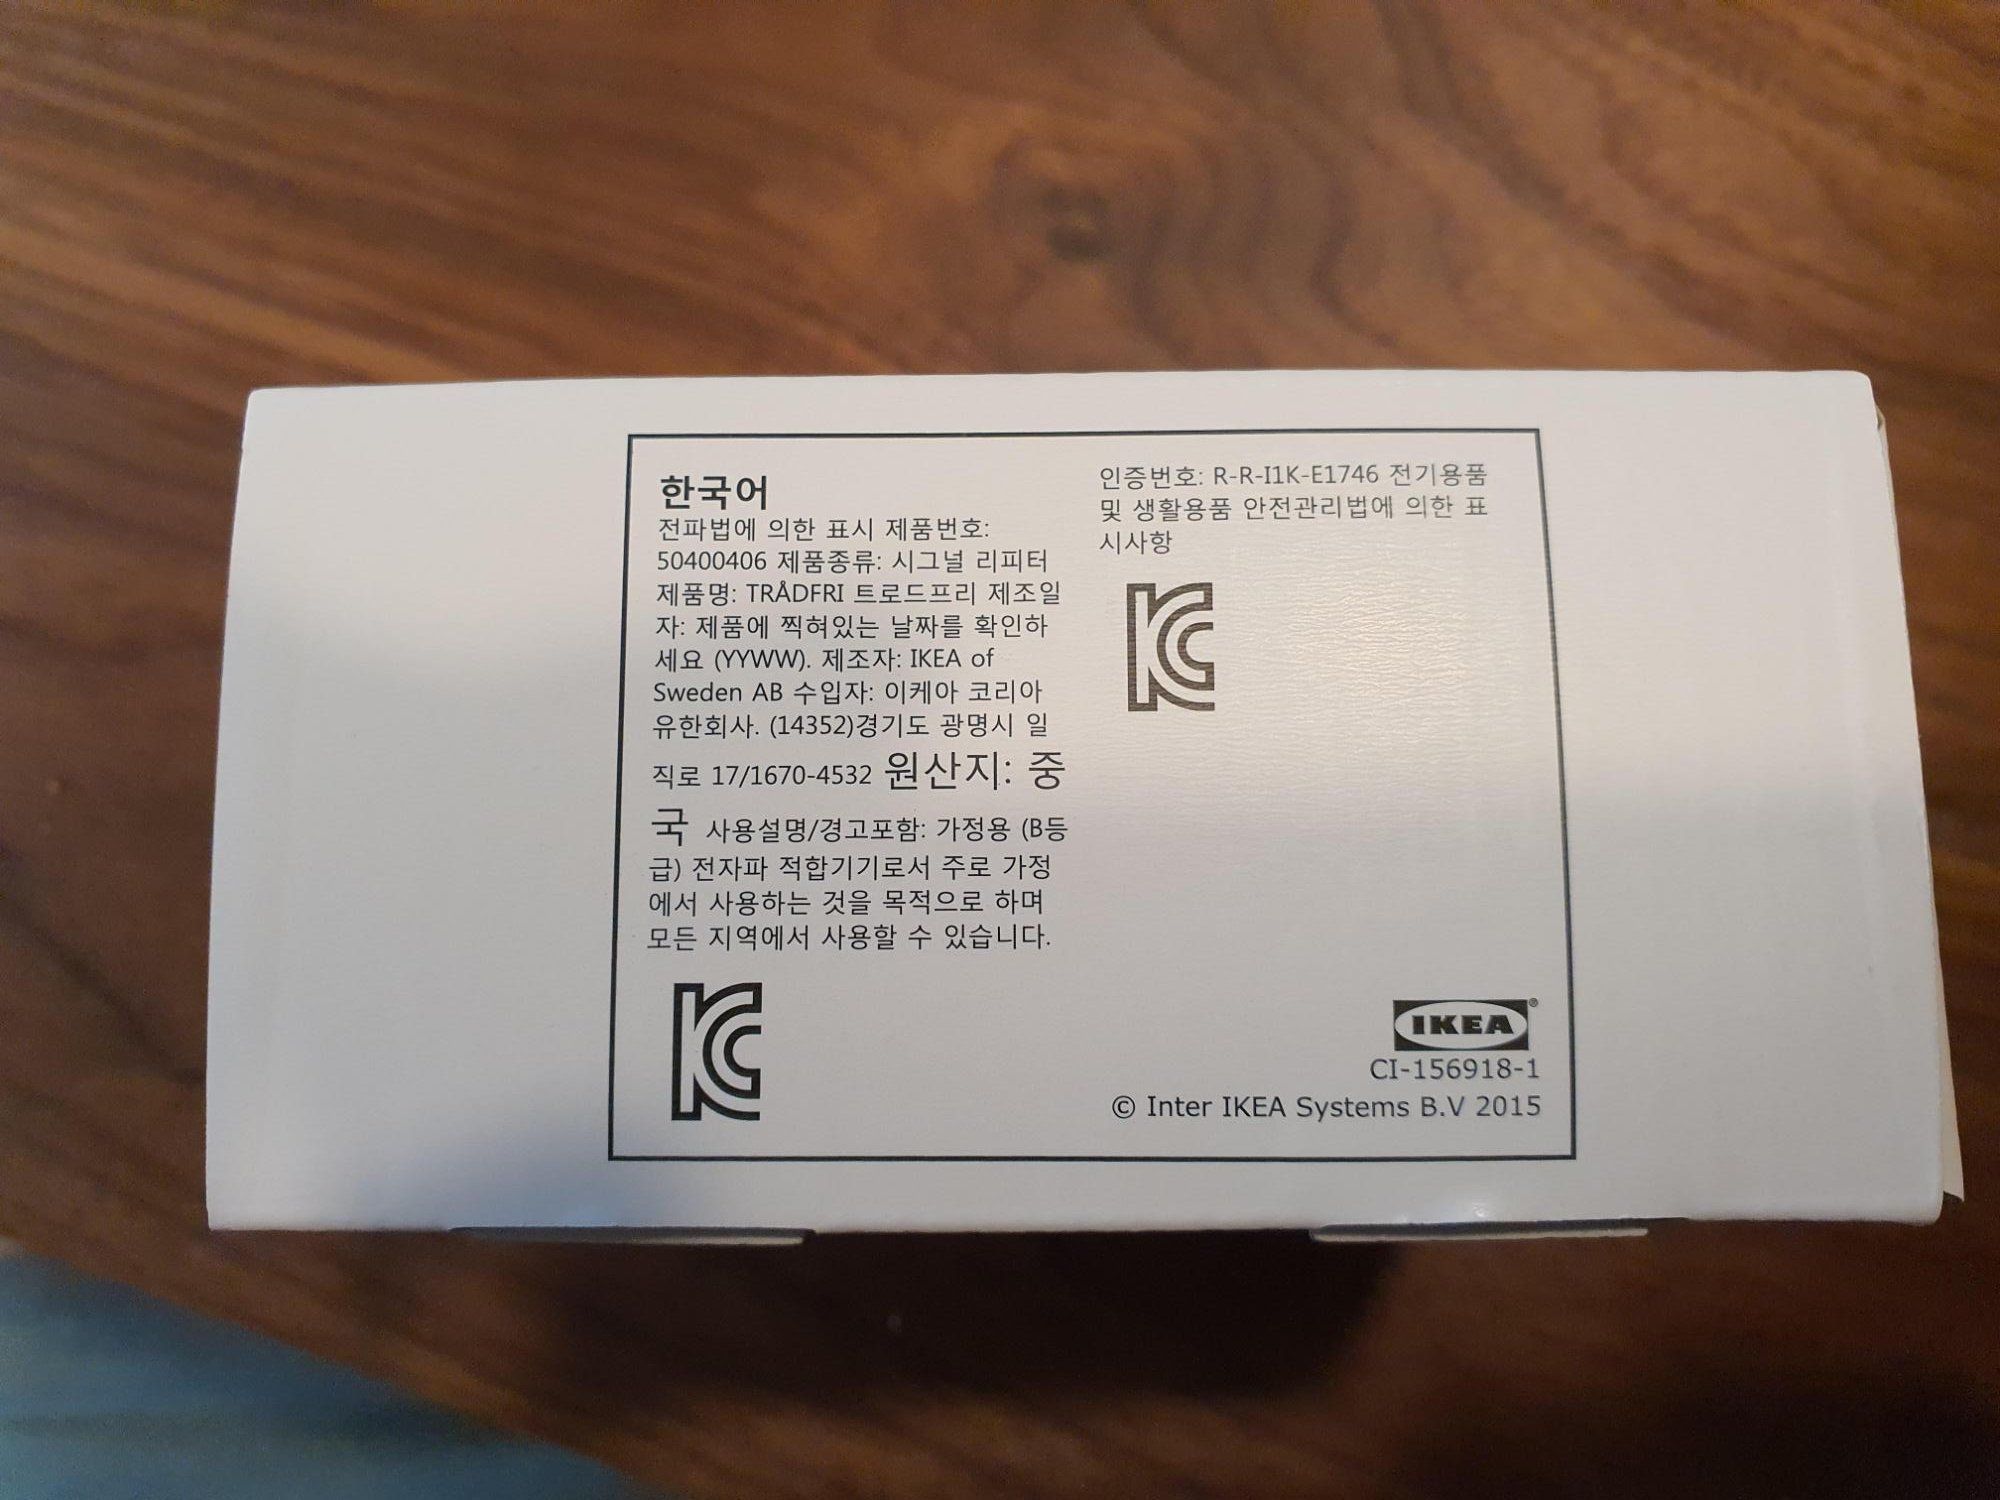 한국어
전파법에 의한 표시 제품번호:
50400406 제품종류: 시그널 리피터
제품명: TRÅDFRI 트로드프리 제조일
자: 제품에 찍혀있는 날짜를 확인하
세요 (YYWW). 제조자: IKEA of
Sweden AB 수입자: 이케아 코리아
유한회사. (14352)경기도 광명시 일
직로 17/1670-4532 원산지: 중
국 사용설명/경고포함: 가정용 (B등
급) 전자파 적합기기로서 주로 가정
에서 사용하는 것을 목적으로 하며
모든 지역에서 사용할 수 있습니다.
KC
인증번호: R-R-I1K-E1746 전기용품
및 생활용품 안전관리법에 의한 표
시사항
KC
IKEA®
CI-156918-1
© Inter IKEA Systems B.V 2015